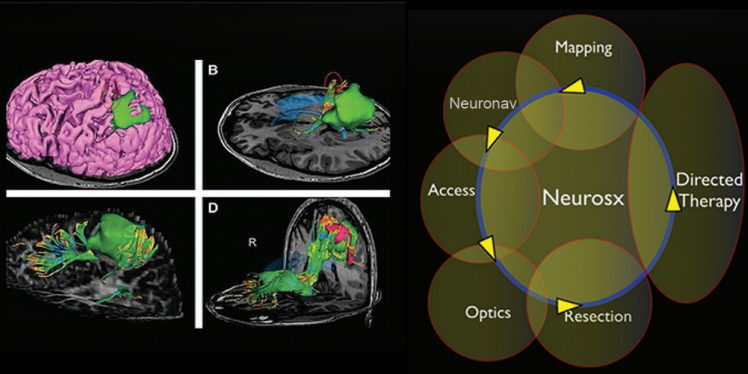 B
D
R
Mapping
Neuronav
Access
Neurosx
Directed
Therapy
Optics
Resection